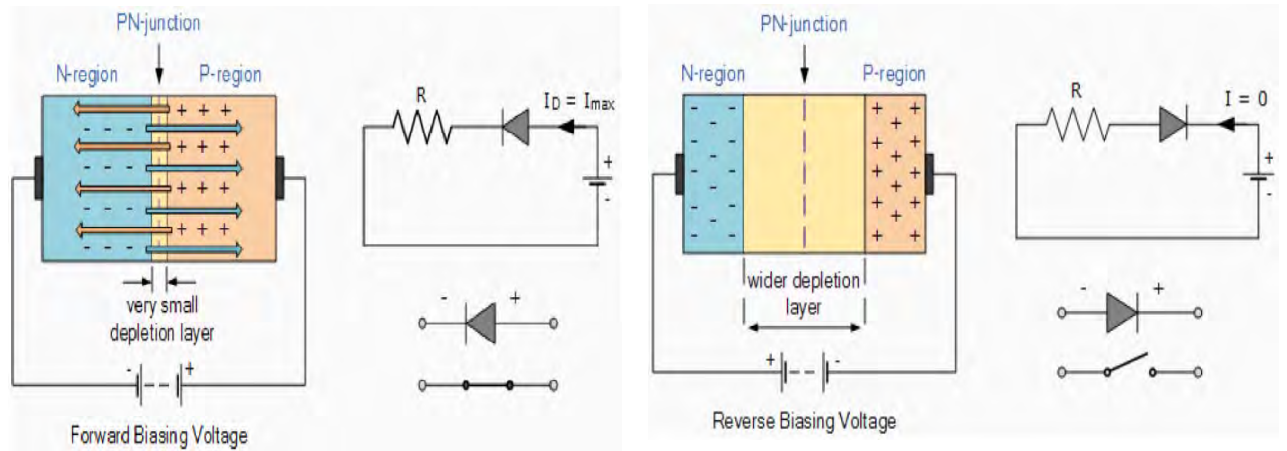 PN-junction
N-region P-region
+ + +
- - -
+ + +
- - -
+ + +
- - -
+ + +
- - -
very small
depletion layer
- +
Forward Biasing Voltage
R
I_D = I_max
+
-
- +
PN-junction
N-region P-region
- - - - - - - - - - - - -
+ + + + + + + + + + + + +
wider depletion
layer
+ -
Reverse Biasing Voltage
R
I = 0
+
-
- +